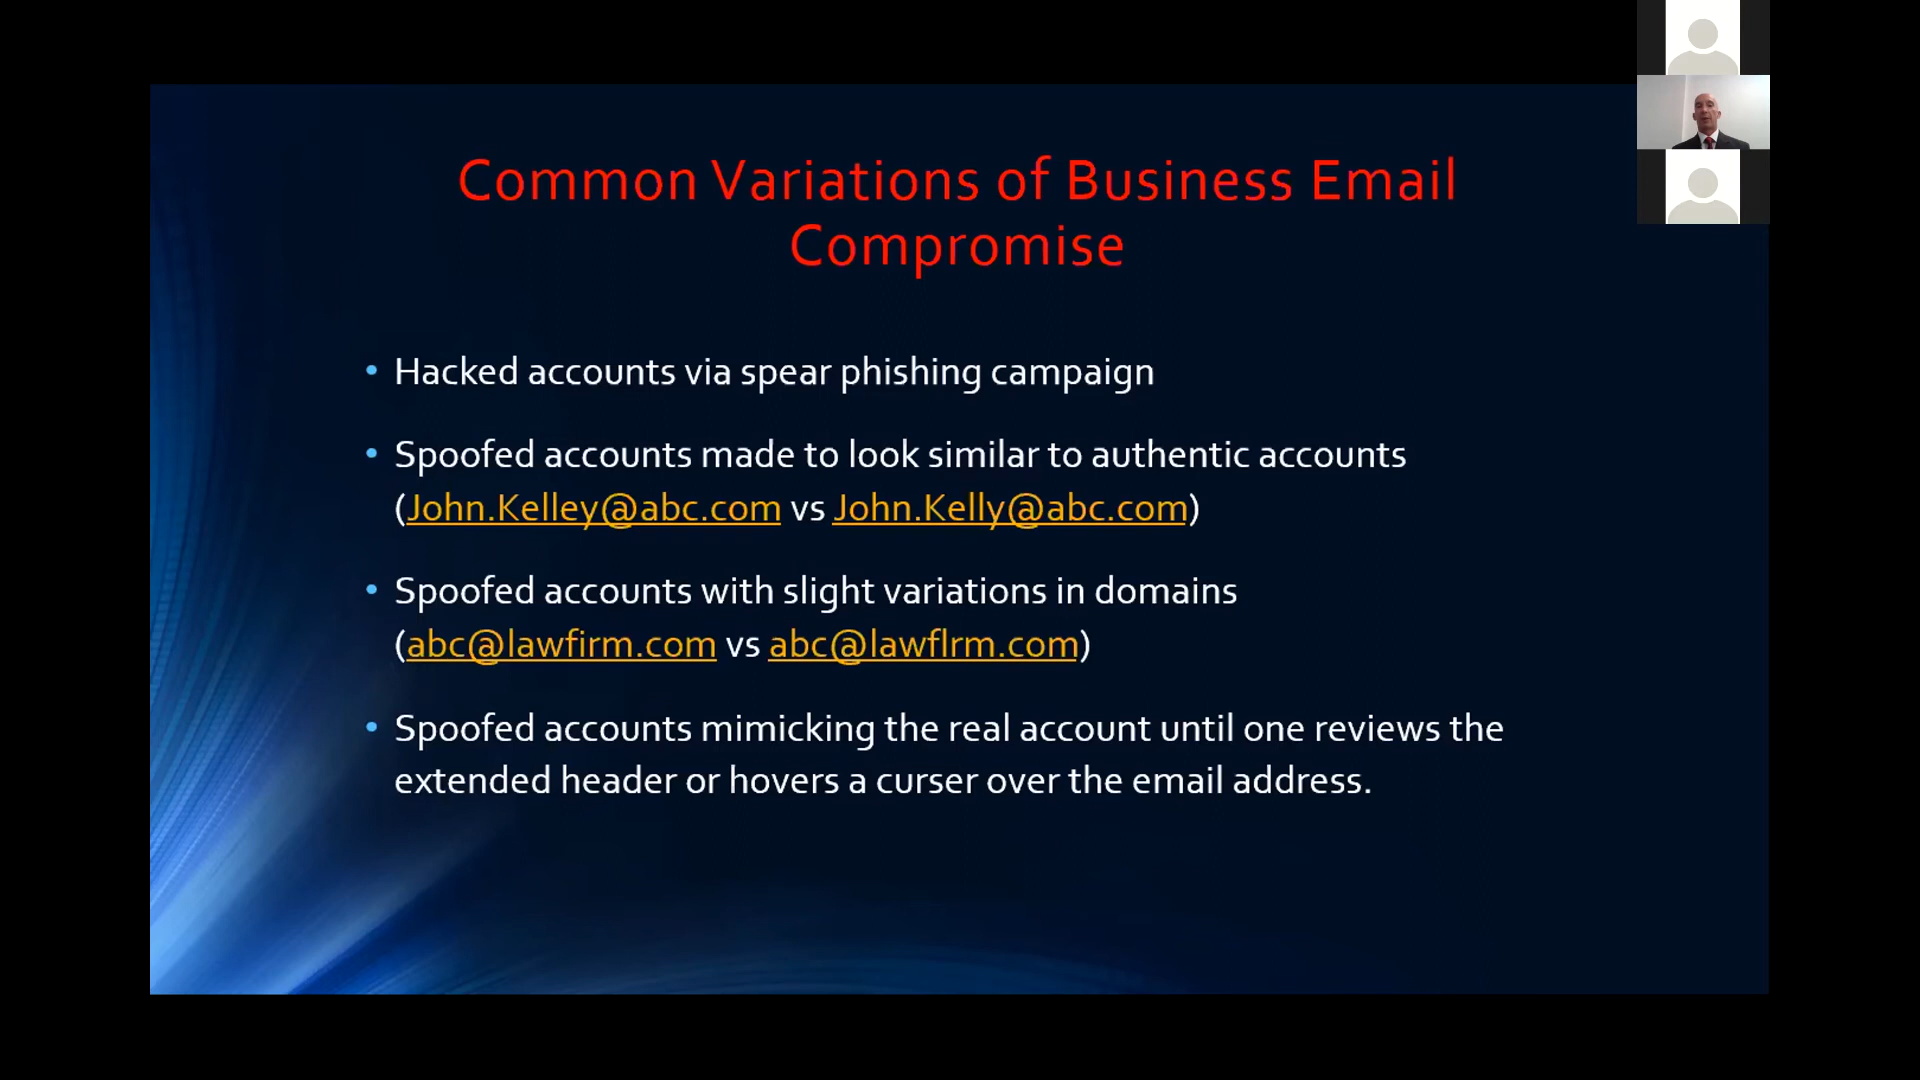 Common Variations of Business Email
Compromise
• Hacked accounts via spear phishing campaign
• Spoofed accounts made to look similar to authentic accounts
(John.Kelley@abc.com vs John.Kelly@abc.com)
• Spoofed accounts with slight variations in domains
(abc@lawfirm.com vs abc@lawflrm.com)
• Spoofed accounts mimicking the real account until one reviews the
extended header or hovers a curser over the email address.